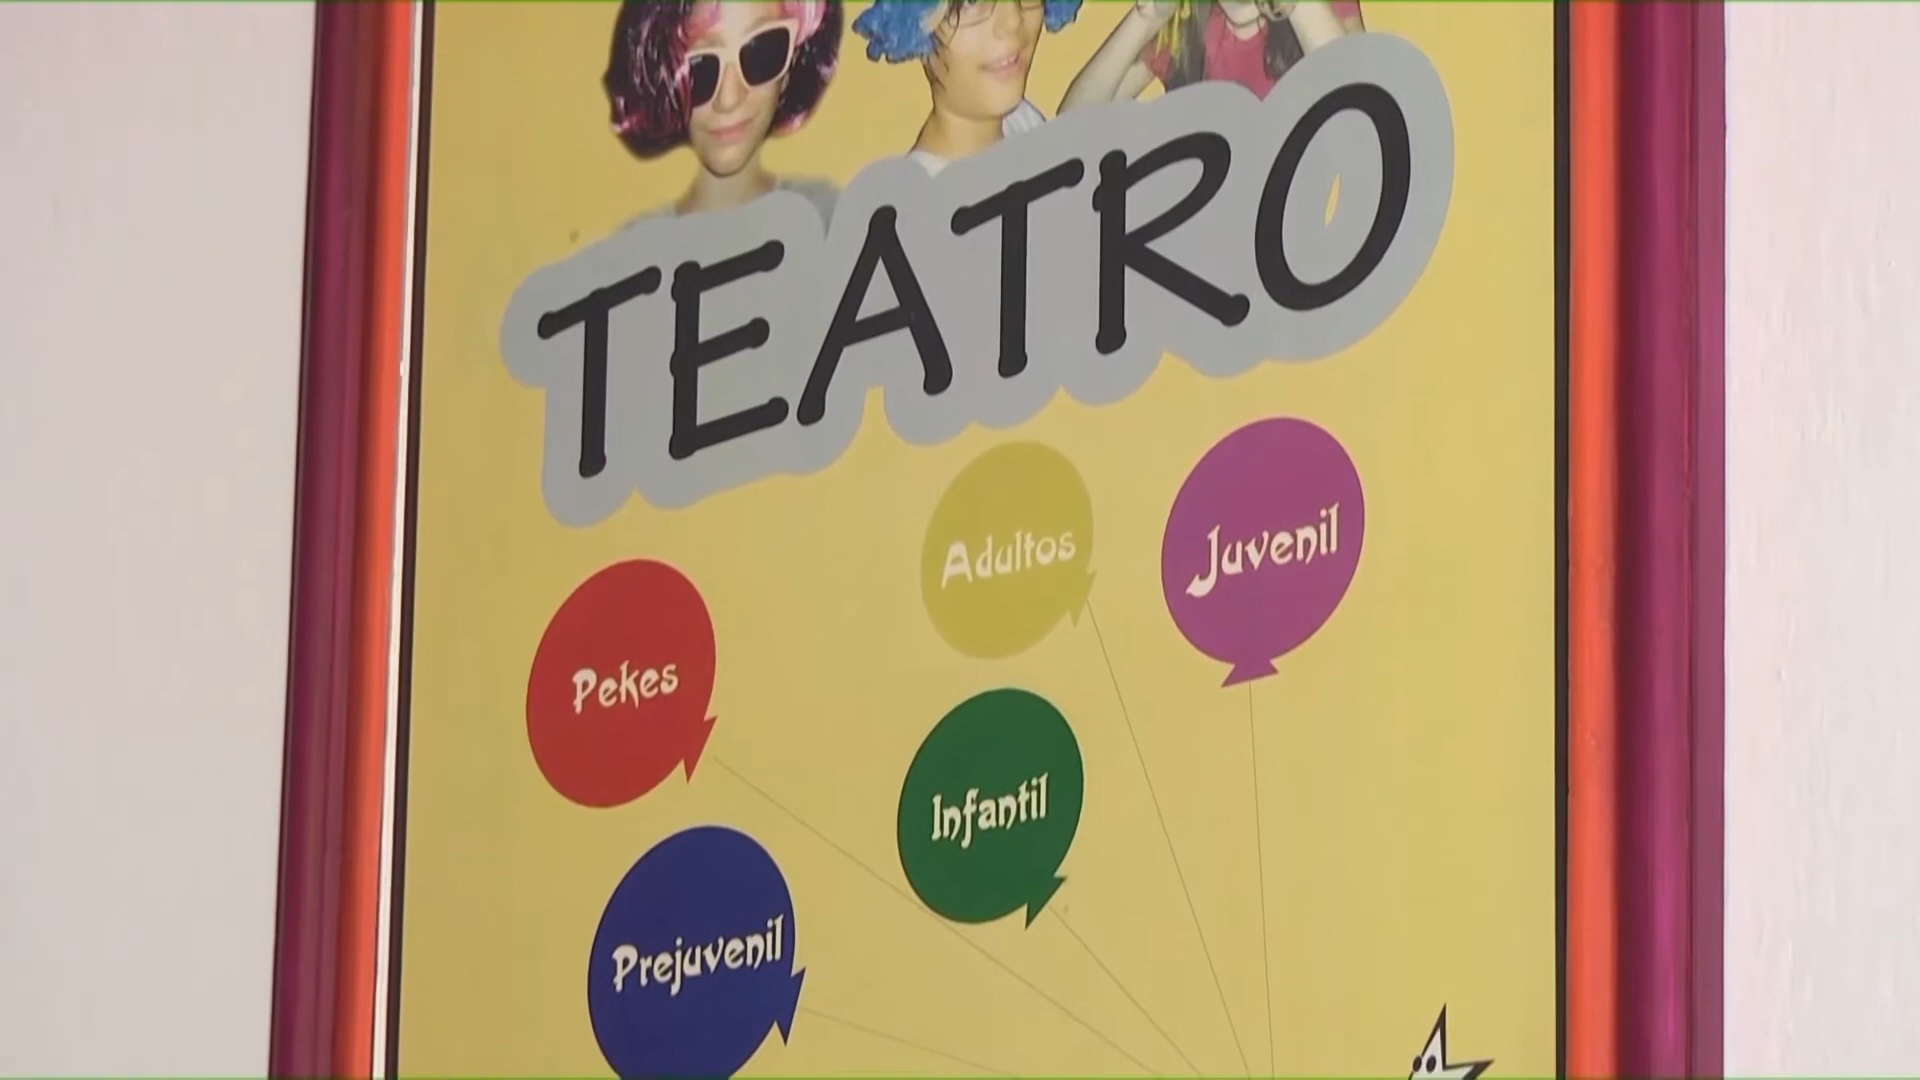 TEATRO
Adultos
Juvenil
Pekes
Infantil
Prejuvenil